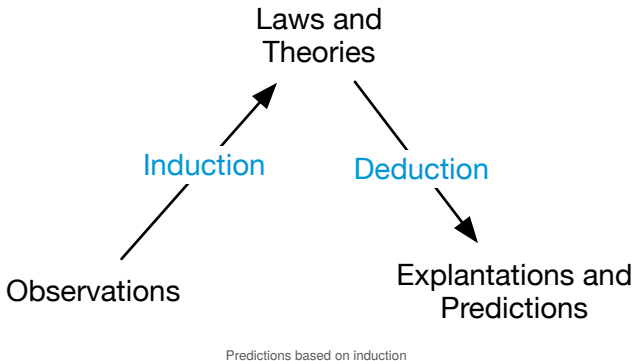 Laws and
Theories
Induction
Deduction
Observations
Explantations and
Predictions
Predictions based on induction